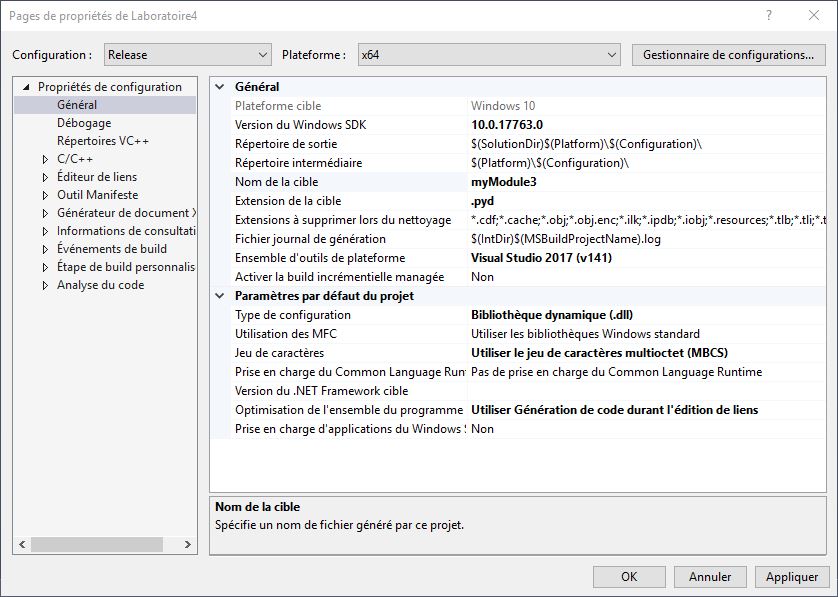 Pages de propriétés de Laboratoire4
Configuration : Release Plateforme : x64 Gestionnaire de configurations...
Propriétés de configuration
Général
Débogage
Répertoires VC++
C/C++
Éditeur de liens
Outil Manifeste
Générateur de document X
Informations de consultati
Événements de build
Étape de build personnalis
Analyse du code
Général
Plateforme cible Windows 10
Version du Windows SDK 10.0.17763.0
Répertoire de sortie $(SolutionDir)$(Platform)\$(Configuration)\
Répertoire intermédiaire $(Platform)\$(Configuration)\
Nom de la cible myModule3
Extension de la cible .pyd
Extensions à supprimer lors du nettoyage *.cdf;*.cache;*.obj;*.obj.enc;*.ilk;*.ipdb;*.iobj;*.resources;*.tlb;*.tli;*.t
Fichier journal de génération $(IntDir)$(MSBuildProjectName).log
Ensemble d'outils de plateforme Visual Studio 2017 (v141)
Activer la build incrémentielle managée Non
Paramètres par défaut du projet
Type de configuration Bibliothèque dynamique (.dll)
Utilisation des MFC Utiliser les bibliothèques Windows standard
Jeu de caractères Utiliser le jeu de caractères multioctet (MBCS)
Prise en charge du Common Language Run Pas de prise en charge du Common Language Runtime
Version du .NET Framework cible
Optimisation de l'ensemble du programme Utiliser Génération de code durant l'édition de liens
Prise en charge d'applications du Windows S Non
Nom de la cible
Spécifie un nom de fichier généré par ce projet.
OK Annuler Appliquer